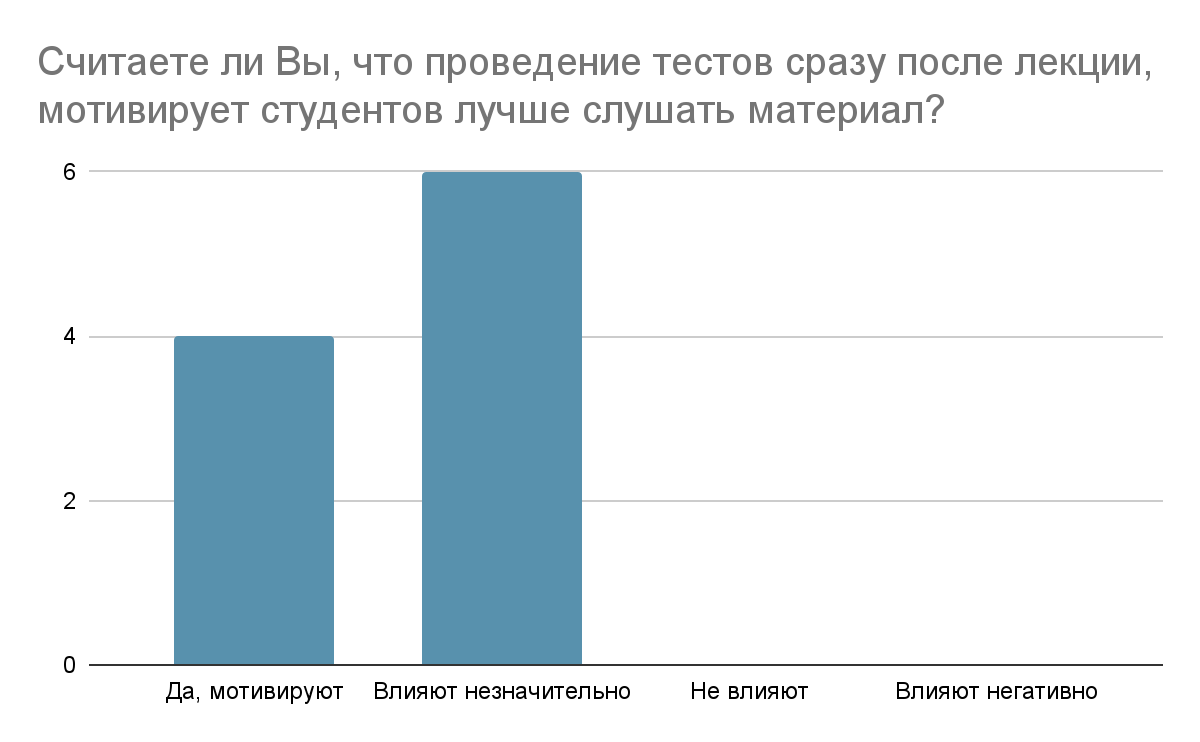 Считаете ли Вы, что проведение тестов сразу после лекции,
мотивирует студентов лучше слушать материал?
6
4
2
0
Да, мотивируют
Влияют незначительно
Не влияют
Влияют негативно